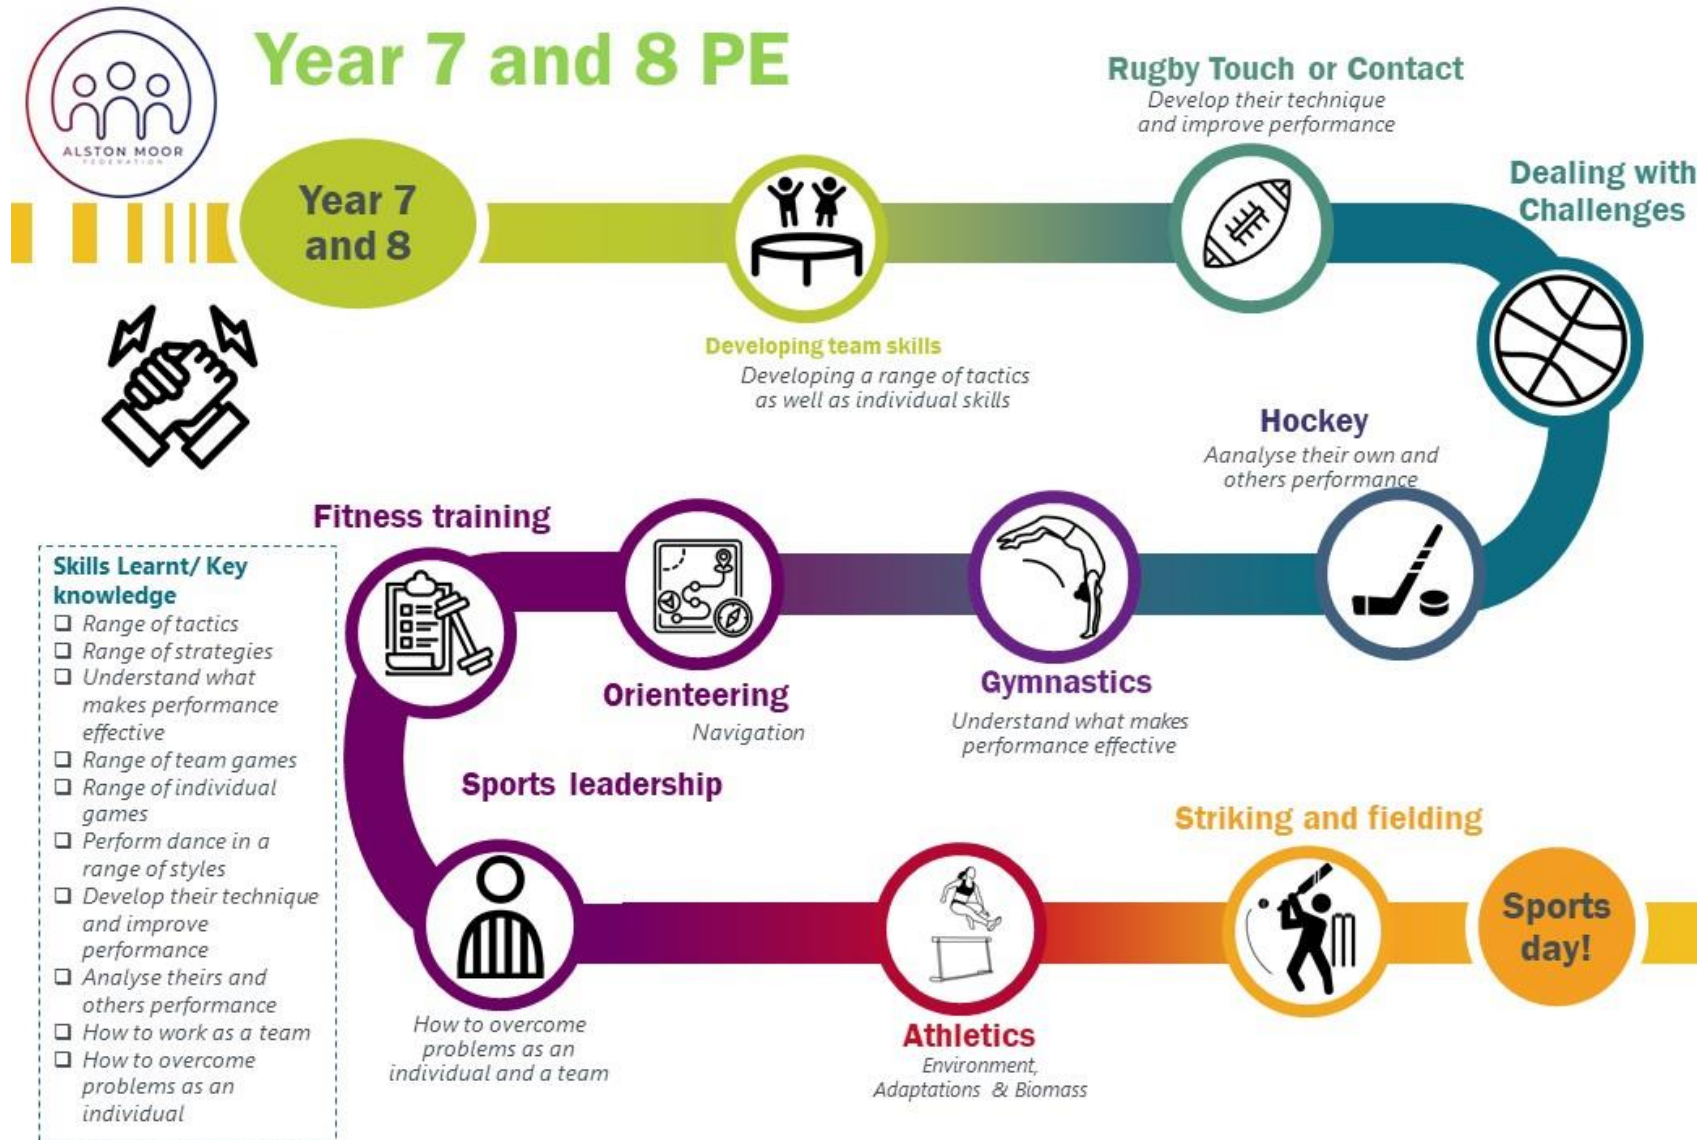 ALSTON MOOR
FEDERATION
Year 7 and 8 PE
Rugby Touch or Contact
Develop their technique
and improve performance
Dealing with
Challenges
Year 7
and 8
Developing team skills
Developing a range of tactics
as well as individual skills
Hockey
Aanalyse their own and
others performance
Fitness training
Orienteering
Navigation
Gymnastics
Understand what makes
performance effective
Skills Learnt/ Key
knowledge
Range of tactics
Range of strategies
Understand what
makes performance
effective
Range of team games
Range of individual
games
Perform dance in a
range of styles
Develop their technique
and improve
performance
Analyse theirs and
others performance
How to work as a team
How to overcome
problems as an
individual
Sports leadership
How to overcome
problems as an
individual and a team
Athletics
Environment,
Adaptations & Biomass
Striking and fielding
Sports
day!